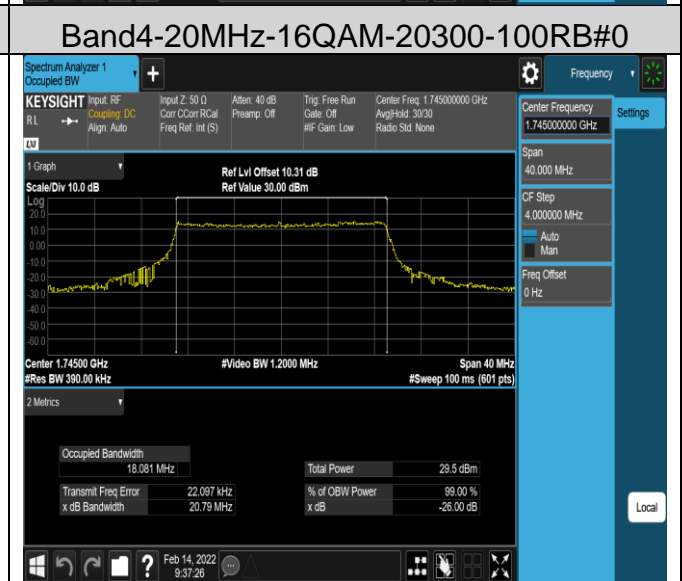 Band4-20MHz-16QAM-20300-100RB#0
Spectrum Analyzer 1
Occupied BW
+
Frequency
KEYSIGHT
RL
Input: RF
Coupling: DC
Align: Auto
Input Z: 50 Ω
Corr CCorr RCal
Freq Ref: Int (S)
Atten: 40 dB
Preamp: Off
Trig: Free Run
Gate: Off
#IF Gain: Low
Center Freq: 1.745000000 GHz
Avg|Hold: 30/30
Radio Std: None
Center Frequency
1.745000000 GHz
Settings
Span
40.000 MHz
CF Step
4.000000 MHz
Auto
Man
Freq Offset
0 Hz
Local
1 Graph
Scale/Div 10.0 dB
Ref Lvl Offset 10.31 dB
Ref Value 30.00 dBm
Log
20.0
10.0
0.00
-10.0
-20.0
-30.0
-40.0
-50.0
-60.0
Center 1.74500 GHz
#Video BW 1.2000 MHz
Span 40 MHz
#Res BW 390.00 kHz
#Sweep 100 ms (601 pts)
2 Metrics
Occupied Bandwidth
18.081 MHz
Total Power 29.5 dBm
Transmit Freq Error 22.097 kHz
% of OBW Power 99.00 %
x dB Bandwidth 20.79 MHz
x dB -26.00 dB
?
Feb 14, 2022
9:37:26